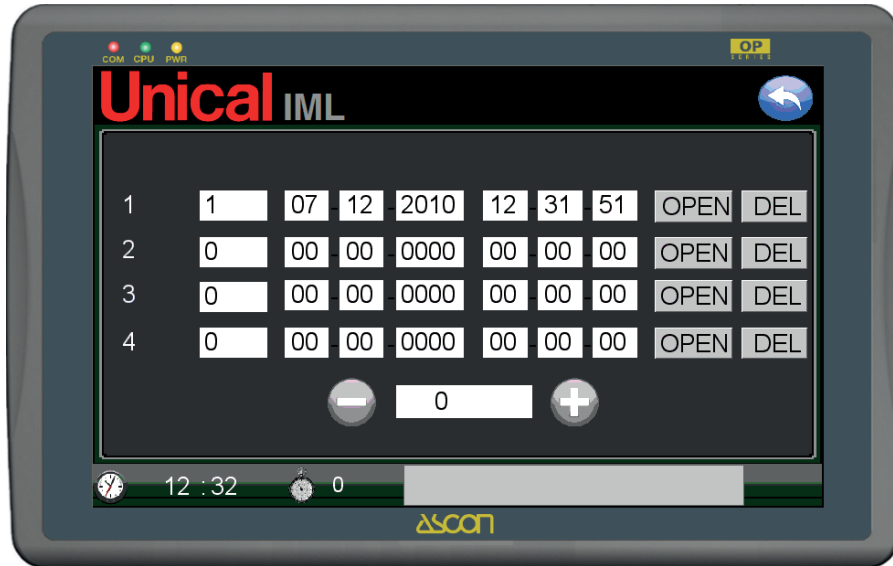 COM CPU PWR
OP
SERIES
Unical IML
1 1 07 - 12 - 2010 12 - 31 - 51 OPEN DEL
2 0 00 - 00 - 0000 00 - 00 - 00 OPEN DEL
3 0 00 - 00 - 0000 00 - 00 - 00 OPEN DEL
4 0 00 - 00 - 0000 00 - 00 - 00 OPEN DEL
0
12 : 32 0
ascon